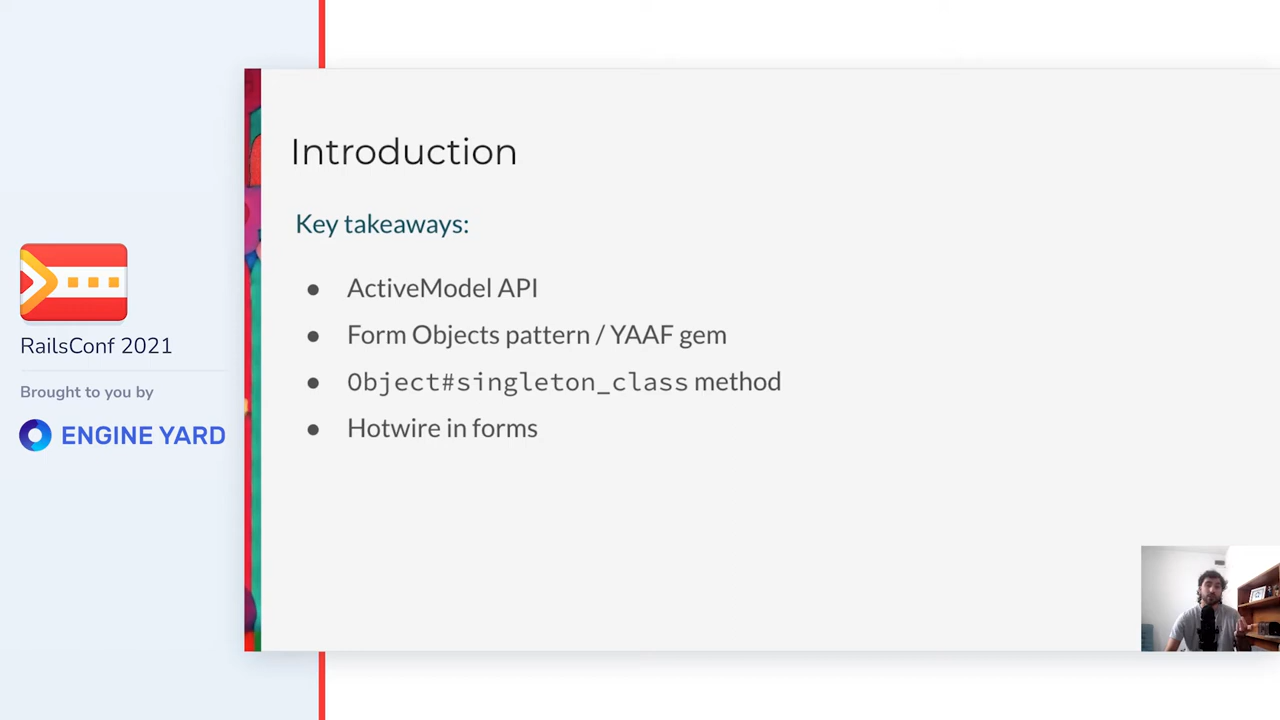 Introduction
Key takeaways:
● ActiveModel API
● Form Objects pattern / YAAF gem
● Object#singleton_class method
● Hotwire in forms
RailsConf 2021
Brought to you by
ENGINE YARD